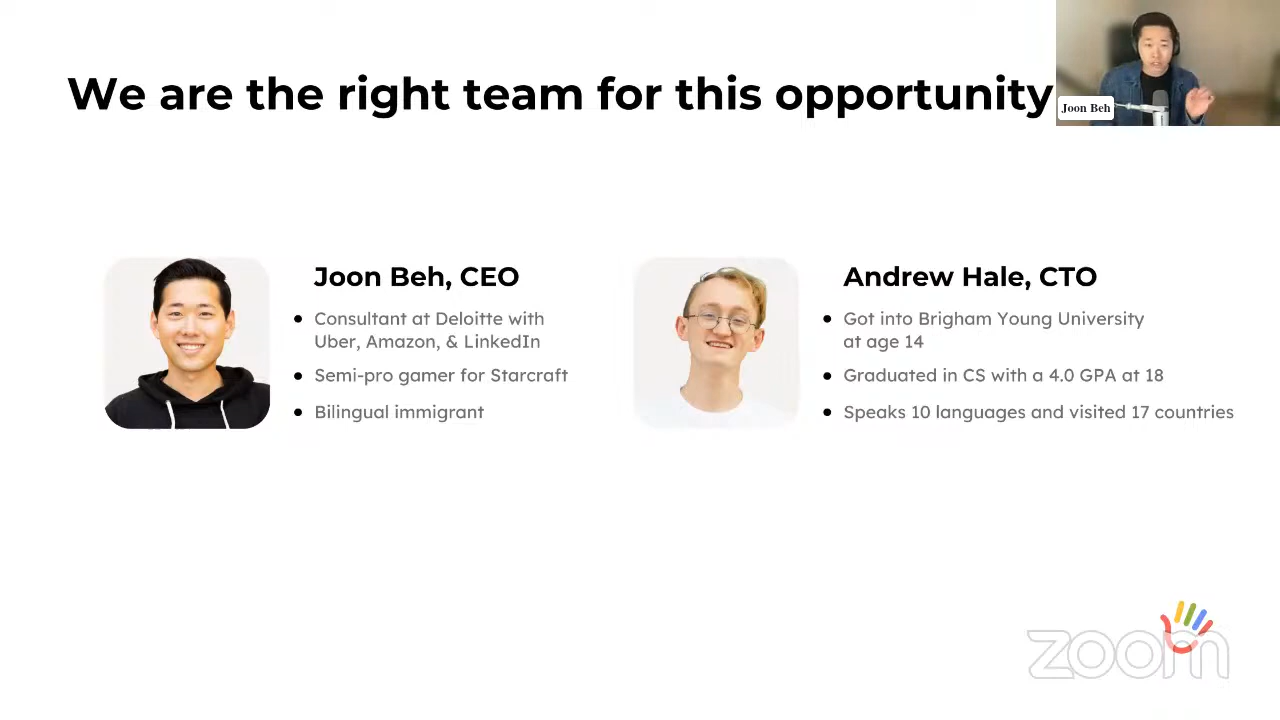 We are the right team for this opportunity
Joon Beh
Joon Beh, CEO
Consultant at Deloitte with
Uber, Amazon, & LinkedIn
Semi-pro gamer for Starcraft
Bilingual immigrant
Andrew Hale, CTO
Got into Brigham Young University
at age 14
Graduated in CS with a 4.0 GPA at 18
Speaks 10 languages and visited 17 countries
zoom